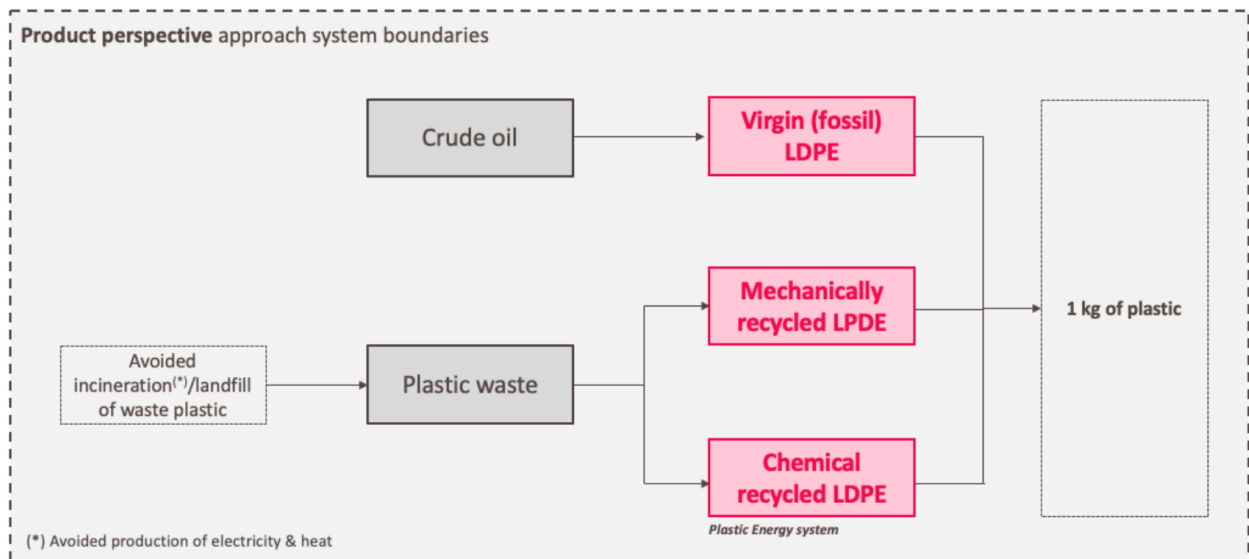 Product perspective approach system boundaries
Crude oil
Virgin (fossil)
LDPE
Mechanically
recycled LPDE
1 kg of plastic
Avoided
incineration(*)/landfill
of waste plastic
Plastic waste
Chemical
recycled LDPE
Plastic Energy system
(*) Avoided production of electricity & heat